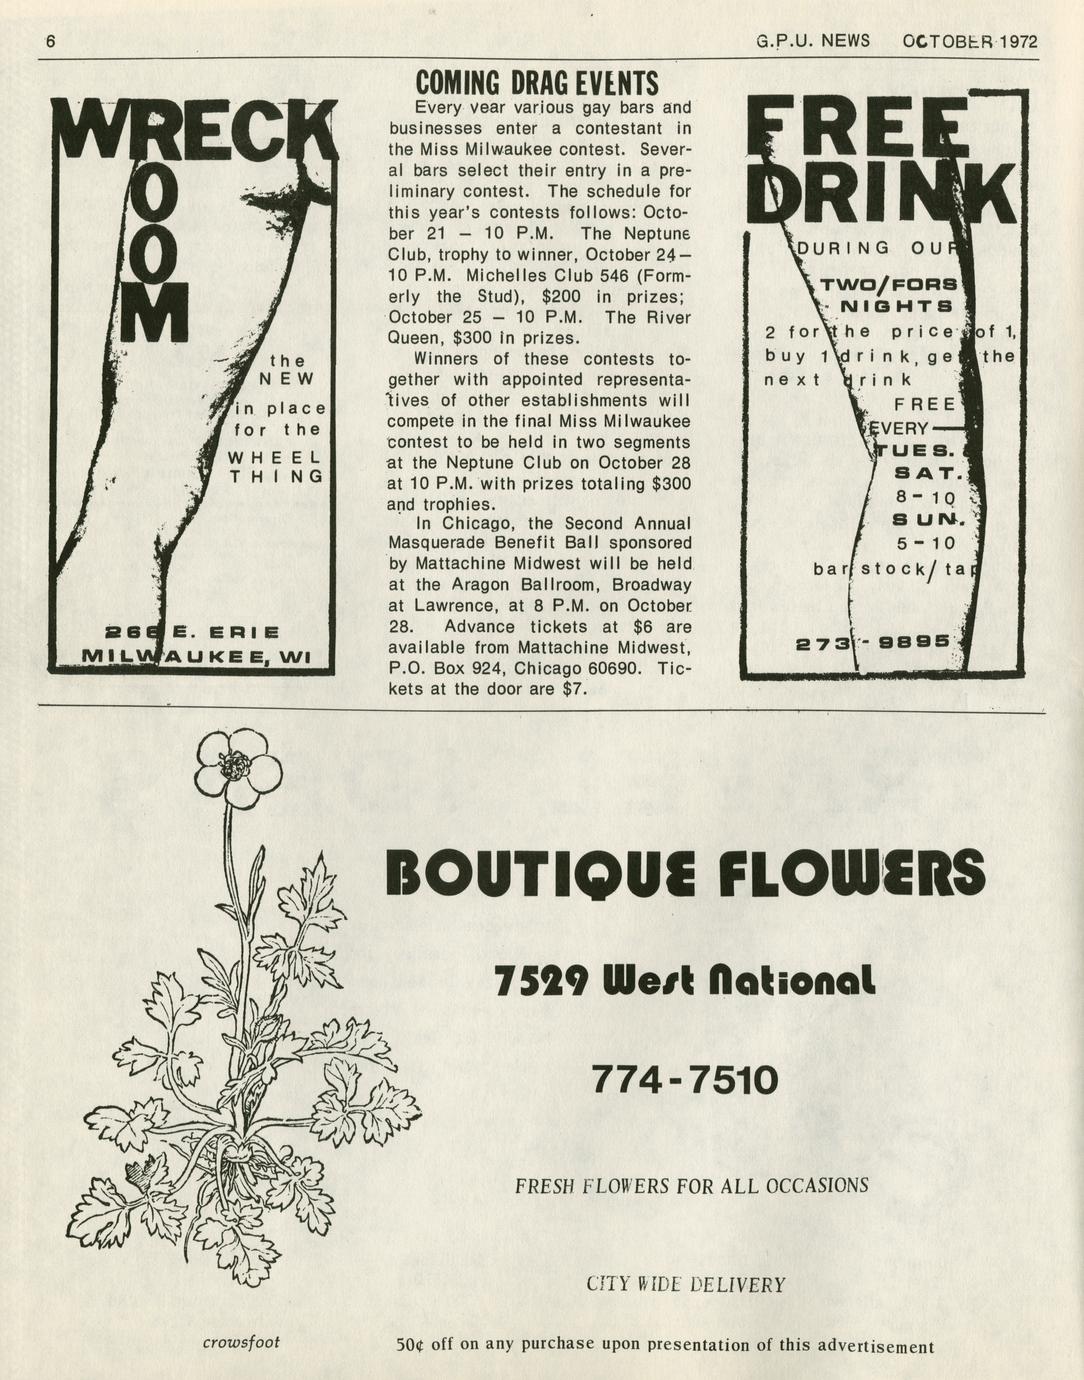 6
G.P.U. NEWS OCTOBER 1972
WRECK
ROOM
the
NEW
in place
for the
WHEEL
THING
266 E. ERIE
MILWAUKEE, WI
COMING DRAG EVENTS
Every year various gay bars and
businesses enter a contestant in
the Miss Milwaukee contest. Sever-
al bars select their entry in a pre-
liminary contest. The schedule for
this year's contests follows: Octo-
ber 21 — 10 P.M. The Neptune
Club, trophy to winner, October 24 —
10 P.M. Michelles Club 546 (Form-
erly the Stud), $200 in prizes;
October 25 — 10 P.M. The River
Queen, $300 in prizes.
Winners of these contests to-
gether with appointed representa-
tives of other establishments will
compete in the final Miss Milwaukee
contest to be held in two segments
at the Neptune Club on October 28
at 10 P.M. with prizes totaling $300
and trophies.
In Chicago, the Second Annual
Masquerade Benefit Ball sponsored
by Mattachine Midwest will be held
at the Aragon Ballroom, Broadway
at Lawrence, at 8 P.M. on October
28. Advance tickets at $6 are
available from Mattachine Midwest,
P.O. Box 924, Chicago 60690. Tic-
kets at the door are $7.
FREE
DRINK
DURING OUR
TWO/FORS
NIGHTS
2 for the price of 1,
buy 1 drink, get the
next drink
FREE
EVERY —
TUES.
SAT.
8-10
SUN.
5-10
bar stock/tap
273-9895
BOUTIQUE FLOWERS
7529 West National
774-7510
FRESH FLOWERS FOR ALL OCCASIONS
CITY WIDE DELIVERY
crowsfoot
50¢ off on any purchase upon presentation of this advertisement